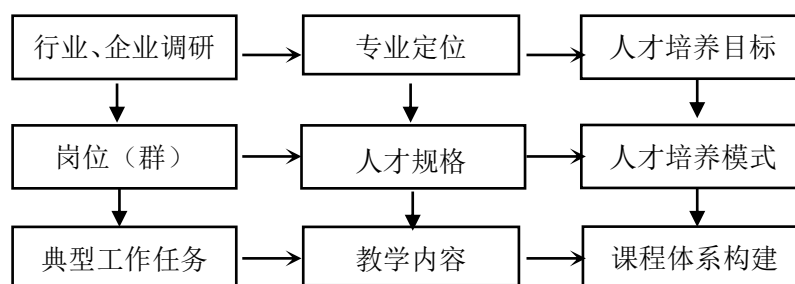 行业、企业调研
专业定位
人才培养目标
岗位（群）
人才规格
人才培养模式
典型工作任务
教学内容
课程体系构建